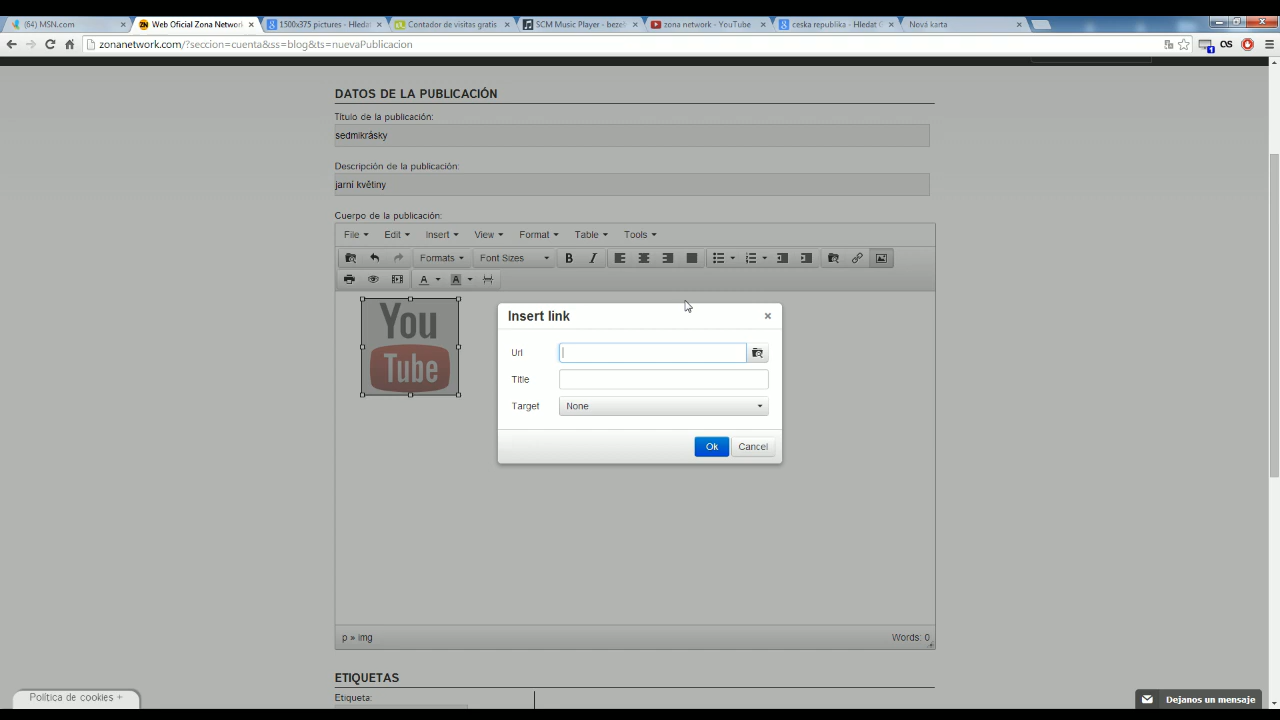 (64) MSN.com
Web Oficial Zona Network
1500x375 pictures - Hledat
Contador de visitas gratis
SCM Music Player - bezel
zona network - YouTube
ceska republika - Hledat
Nová karta
zonanetwork.com/?seccion=cuenta&ss=blog&ts=nuevaPublicacion
DATOS DE LA PUBLICACIÓN
Titulo de la publicación:
sedmikrásky
Descripción de la publicación:
jarní květiny
Cuerpo de la publicación:
File Edit Insert View Format Table Tools
Formats Font Sizes B I
A A
You
Tube
Insert link
Url
Title
Target None
Ok Cancel
p » img Words: 0
ETIQUETAS
Etiqueta:
Política de cookies +
Dejanos un mensaje